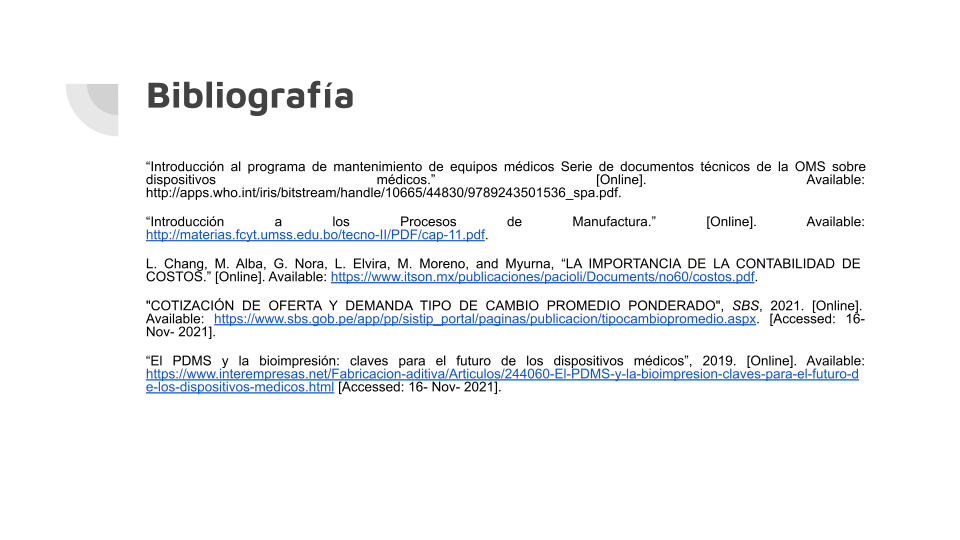 Bibliografía
“Introducción al programa de mantenimiento de equipos médicos Serie de documentos técnicos de la OMS sobre
dispositivos médicos.” [Online]. Available:
http://apps.who.int/iris/bitstream/handle/10665/44830/9789243501536_spa.pdf.
“Introducción a los Procesos de Manufactura.” [Online]. Available:
http://materias.fcyt.umss.edu.bo/tecno-II/PDF/cap-11.pdf.
L. Chang, M. Alba, G. Nora, L. Elvira, M. Moreno, and Myurna, “LA IMPORTANCIA DE LA CONTABILIDAD DE
COSTOS.” [Online]. Available: https://www.itson.mx/publicaciones/pacioli/Documents/no60/costos.pdf.
"COTIZACIÓN DE OFERTA Y DEMANDA TIPO DE CAMBIO PROMEDIO PONDERADO", SBS, 2021. [Online].
Available: https://www.sbs.gob.pe/app/pp/sistip_portal/paginas/publicacion/tipocambiopromedio.aspx. [Accessed: 16-
Nov- 2021].
“El PDMS y la bioimpresión: claves para el futuro de los dispositivos médicos”, 2019. [Online]. Available:
https://www.interempresas.net/Fabricacion-aditiva/Articulos/244060-El-PDMS-y-la-bioimpresion-claves-para-el-futuro-d
e-los-dispositivos-medicos.html [Accessed: 16- Nov- 2021].